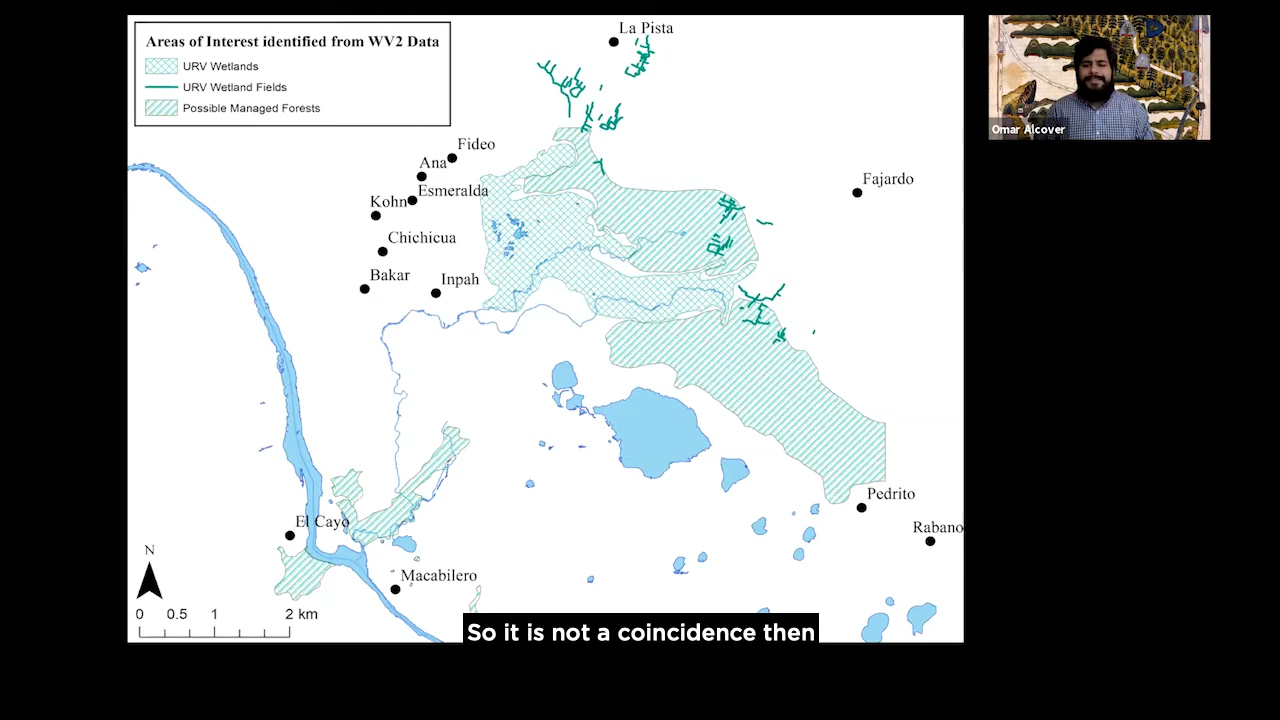 Areas of Interest identified from WV2 Data
URV Wetlands
URV Wetland Fields
Possible Managed Forests
La Pista
Omar Alcover
Fideo
Ana
Esmeralda
Kohn
Fajardo
Chichicua
Bakar
Inpah
Pedrito
El Cayo
Rabano
Macabilero
N
0 0.5 1 2 km
So it is not a coincidence then